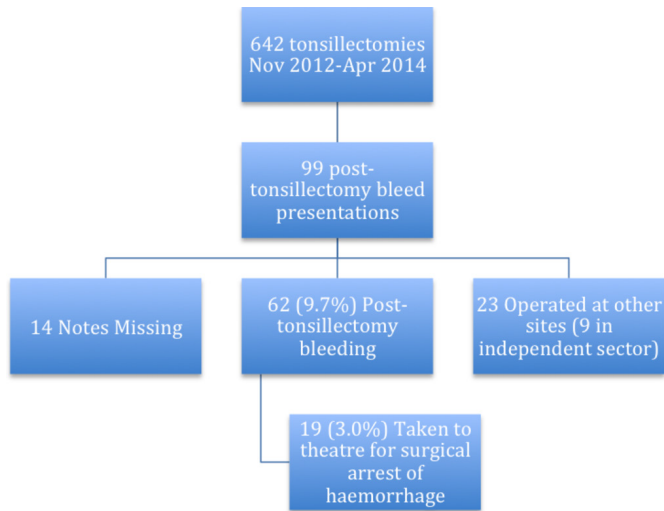 642 tonsillectomies
Nov 2012-Apr 2014
99 post-
tonsillectomy bleed
presentations
14 Notes Missing
62 (9.7%) Post-
tonsillectomy
bleeding
23 Operated at other
sites (9 in
independent sector)
19 (3.0%) Taken to
theatre for surgical
arrest of
haemorrhage